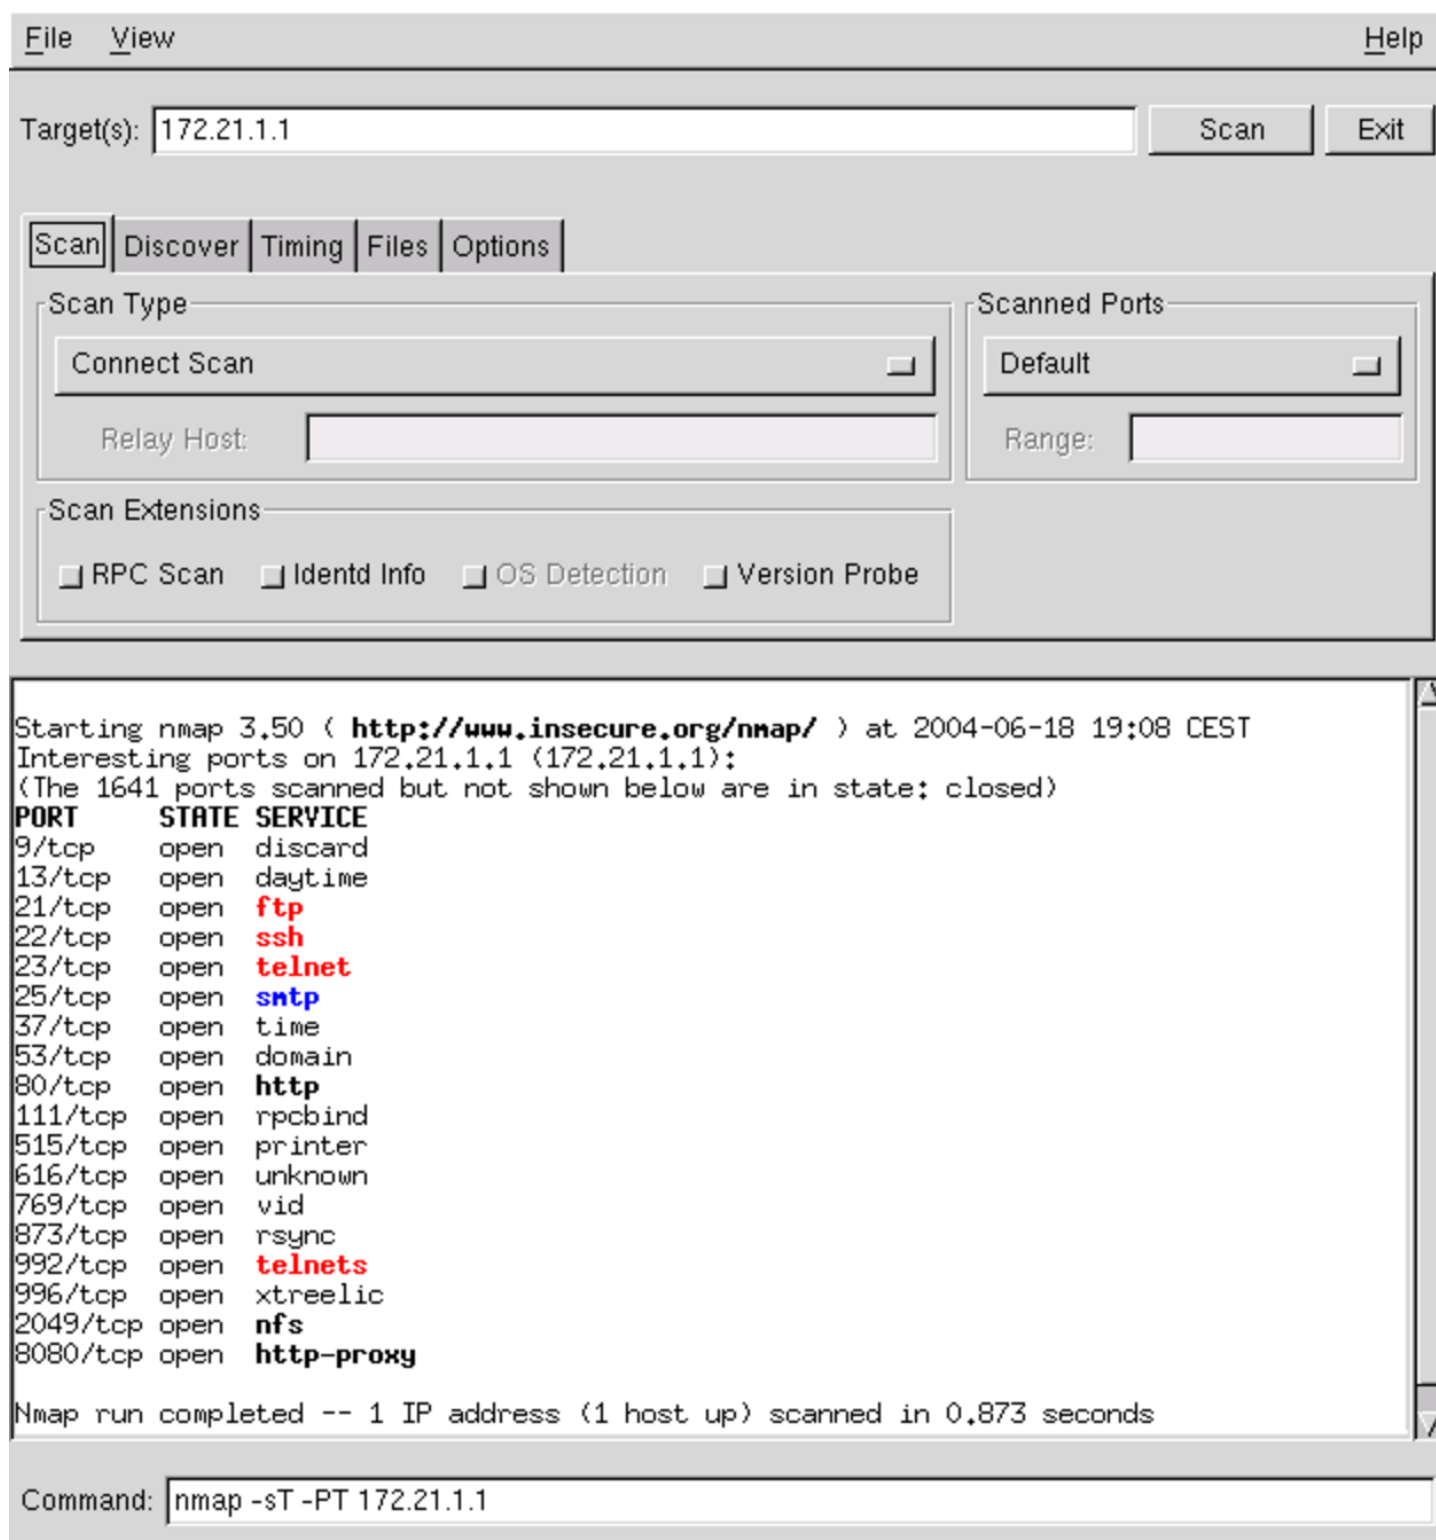 File View Help
Target(s): 172.21.1.1 Scan Exit
Scan Discover Timing Files Options
Scan Type Scanned Ports
Connect Scan Default
Relay Host: Range:
Scan Extensions
RPC Scan Identd Info OS Detection Version Probe
Starting nmap 3.50 ( http://www.insecure.org/nmap/ ) at 2004-06-18 19:08 CEST
Interesting ports on 172.21.1.1 (172.21.1.1):
(The 1641 ports scanned but not shown below are in state: closed)
PORT STATE SERVICE
9/tcp open discard
13/tcp open daytime
21/tcp open ftp
22/tcp open ssh
23/tcp open telnet
25/tcp open smtp
37/tcp open time
53/tcp open domain
80/tcp open http
111/tcp open rpcbind
515/tcp open printer
616/tcp open unknown
769/tcp open vid
873/tcp open rsync
992/tcp open telnets
996/tcp open xtreelic
2049/tcp open nfs
8080/tcp open http-proxy
Nmap run completed -- 1 IP address (1 host up) scanned in 0.873 seconds
Command: nmap -sT -PT 172.21.1.1